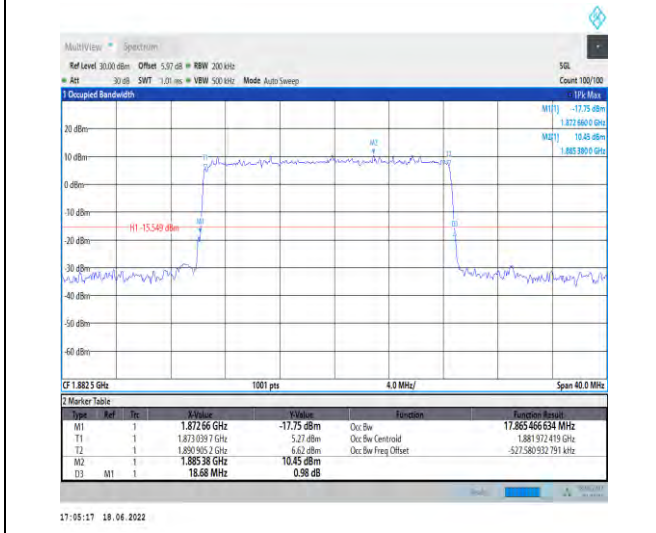 MultiView Spectrum
Ref Level 30.00 dBm Offset 5.97 dB RBW 200 kHz SGL
Att 30 dB SWT 1.01 ms VBW 500 kHz Mode Auto Sweep Count 100/100
1 Occupied Bandwidth 1Pk Max
M1[1] -17.75 dBm
1.872 660 0 GHz
M2[1] 10.45 dBm
1.885 380 0 GHz
20 dBm
M2
10 dBm
T1 T2
0 dBm
-10 dBm
H1 -15.549 dBm M1 D3
-20 dBm
-30 dBm
-40 dBm
-50 dBm
-60 dBm
CF 1.882 5 GHz 1001 pts 4.0 MHz/ Span 40.0 MHz
2 Marker Table
Type Ref Trc X-Value Y-Value Function Function Result
M1 1 1.872 66 GHz -17.75 dBm Occ Bw 17.865 466 634 MHz
T1 1 1.873 039 7 GHz 5.27 dBm Occ Bw Centroid 1.881 972 419 GHz
T2 1 1.890 905 2 GHz 6.62 dBm Occ Bw Freq Offset -527.580 932 791 kHz
M2 1 1.885 38 GHz 10.45 dBm
D3 M1 1 18.68 MHz 0.98 dB
17:05:17 18.06.2022